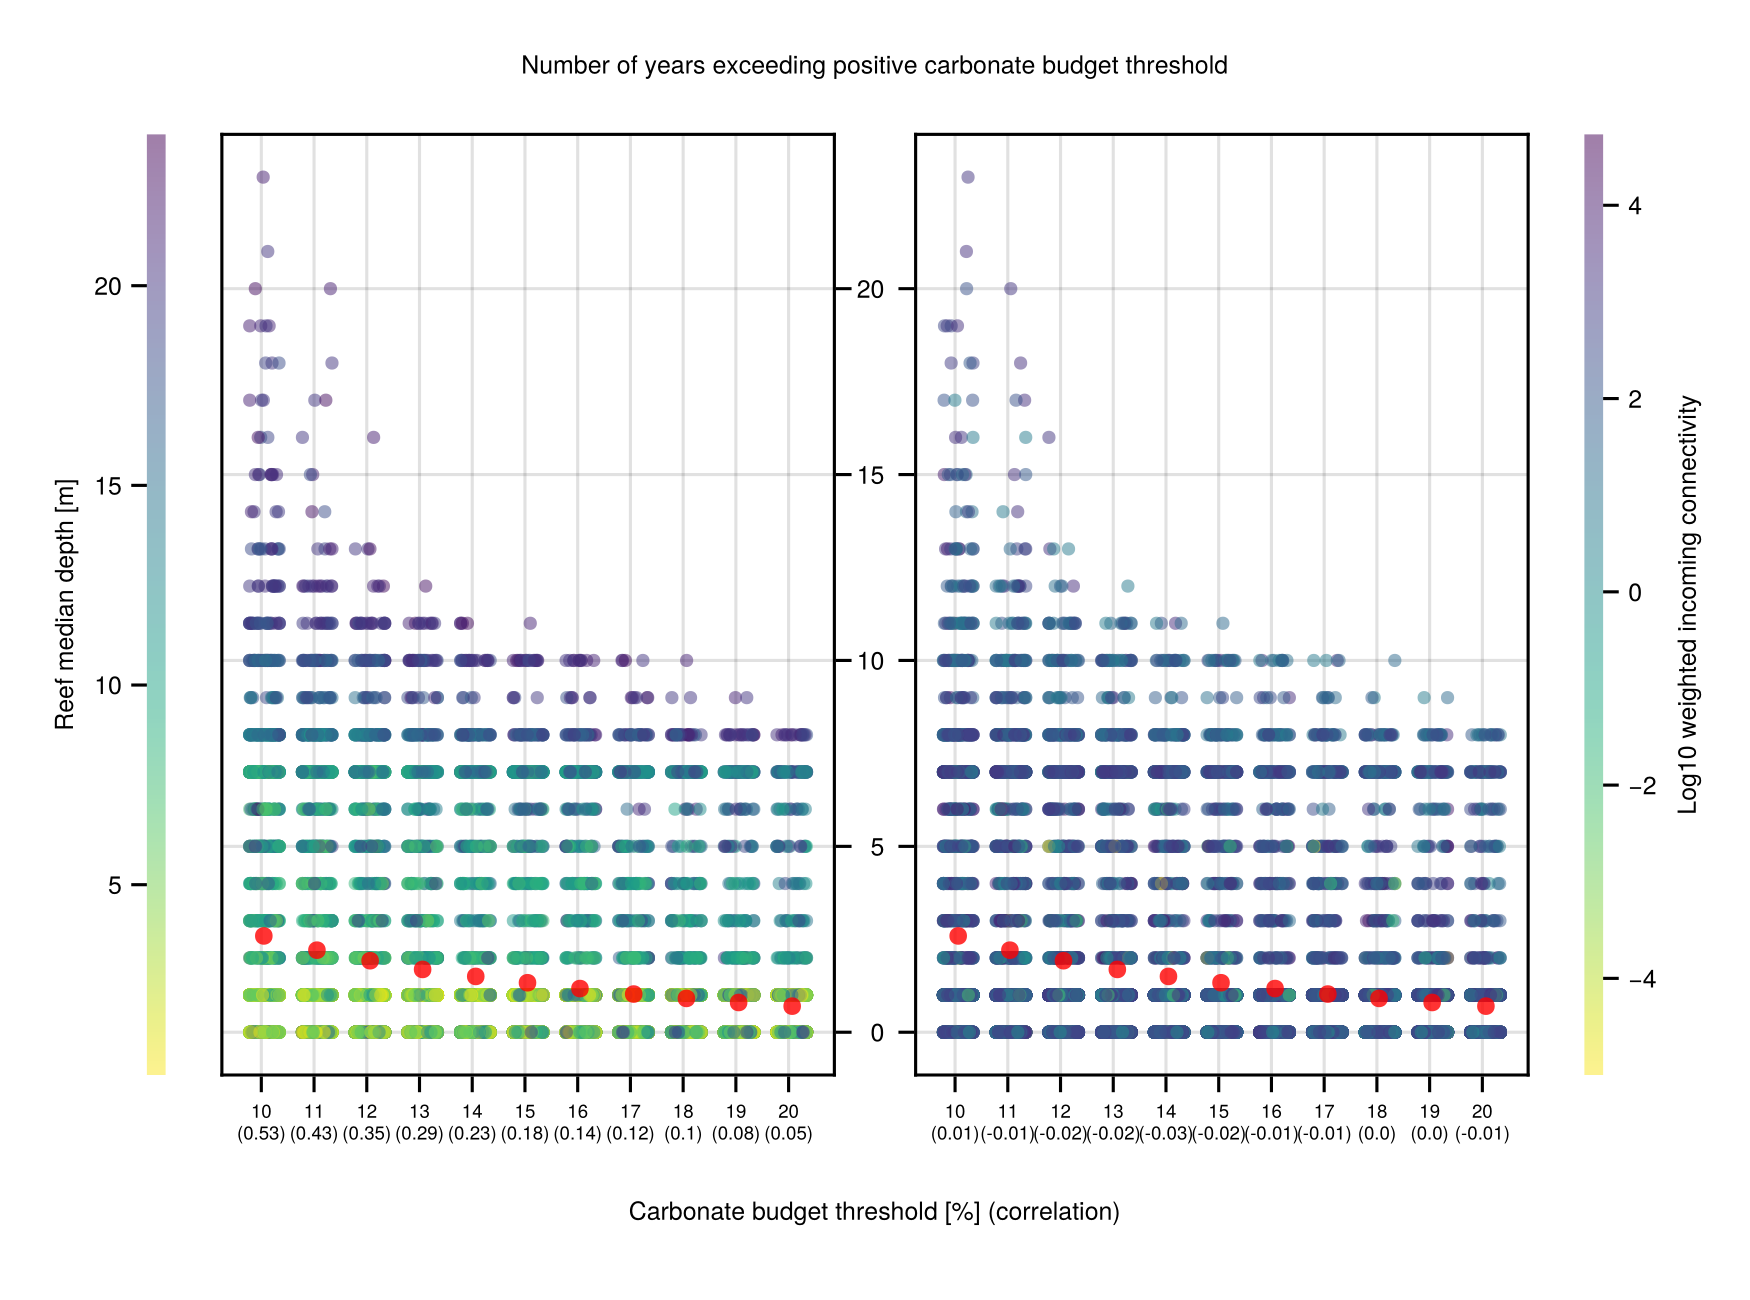 Number of years exceeding positive carbonate budget threshold
Reef median depth [m]
20
15
10
5
20
15
10
5
0
4
2
0
−2
−4
Log10 weighted incoming connectivity
10 11 12 13 14 15 16 17 18 19 20
(0.53) (0.43) (0.35) (0.29) (0.23) (0.18) (0.14) (0.12) (0.1) (0.08) (0.05)
10 11 12 13 14 15 16 17 18 19 20
(0.01) (-0.01) (-0.02) (-0.02) (-0.03) (-0.02) (-0.01) (-0.01) (0.0) (0.0) (-0.01)
Carbonate budget threshold [%] (correlation)